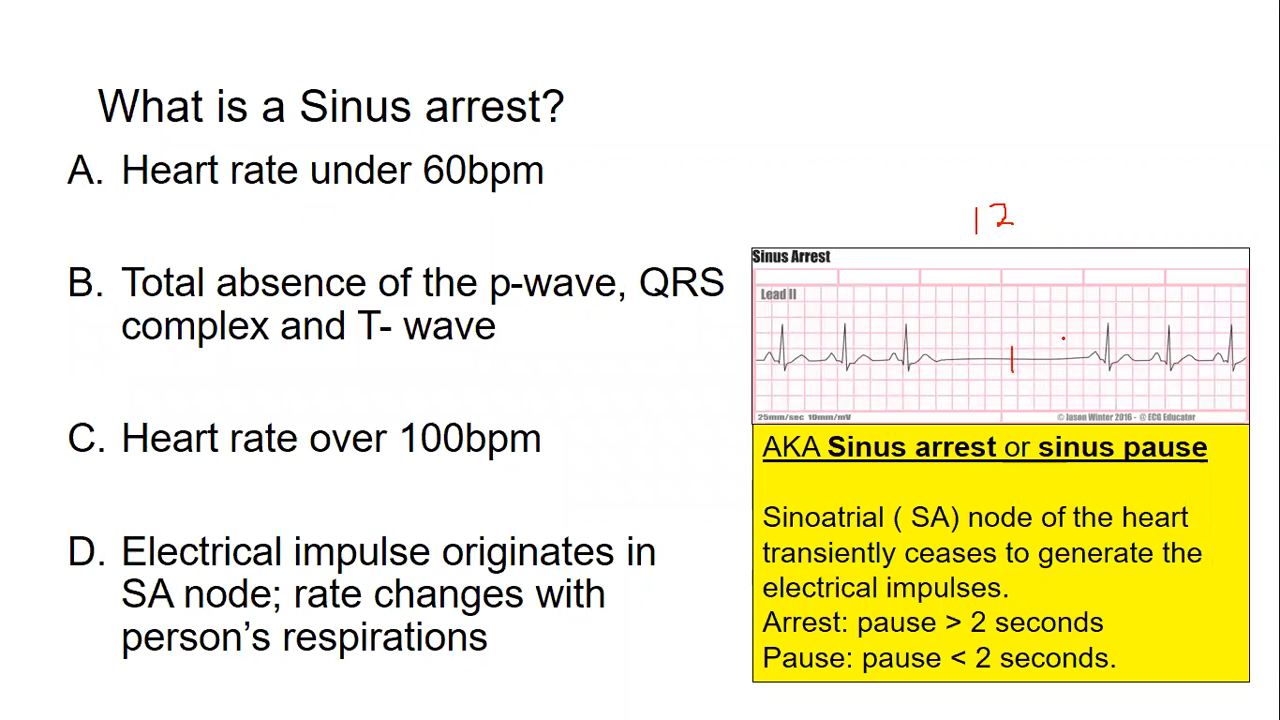 What is a Sinus arrest?
A. Heart rate under 60bpm
B. Total absence of the p-wave, QRS
complex and T- wave
C. Heart rate over 100bpm
D. Electrical impulse originates in
SA node; rate changes with
person's respirations
12
Sinus Arrest
Lead II
25mm/sec 10mm/mV
© Jason Winter 2016 - @ ECG Educator
AKA Sinus arrest or sinus pause
Sinoatrial ( SA) node of the heart
transiently ceases to generate the
electrical impulses.
Arrest: pause > 2 seconds
Pause: pause < 2 seconds.